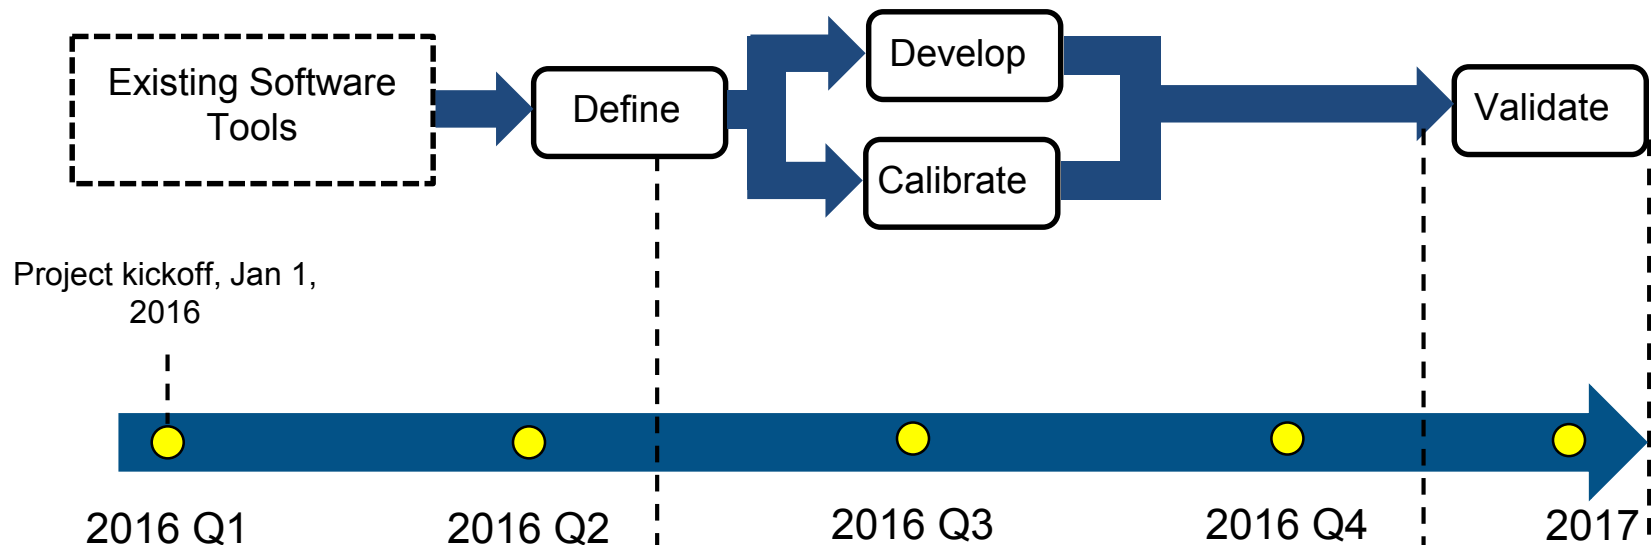 Existing Software
Tools
Define
Develop
Calibrate
Validate
Project kickoff, Jan 1,
2016
2016 Q1
2016 Q2
2016 Q3
2016 Q4
2017